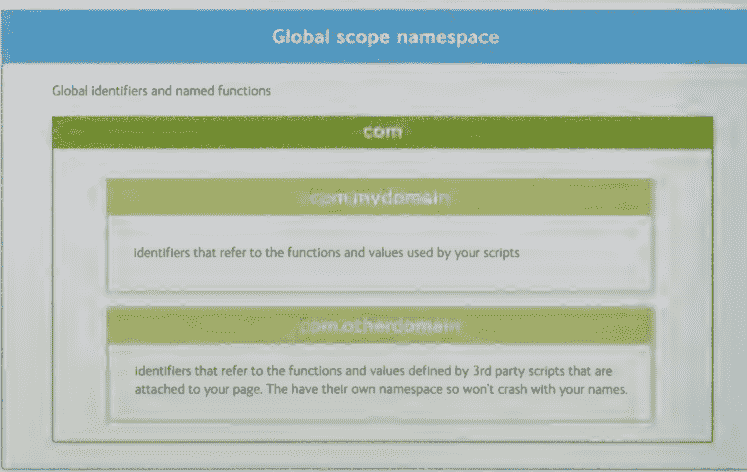 Global scope namespace
Global identifiers and named functions
com
com.mydomain
identifiers that refer to the functions and values used by your scripts
com.otherdomain
identifiers that refer to the functions and values defined by 3rd party scripts that are
attached to your page. The have their own namespace so won't crash with your names.